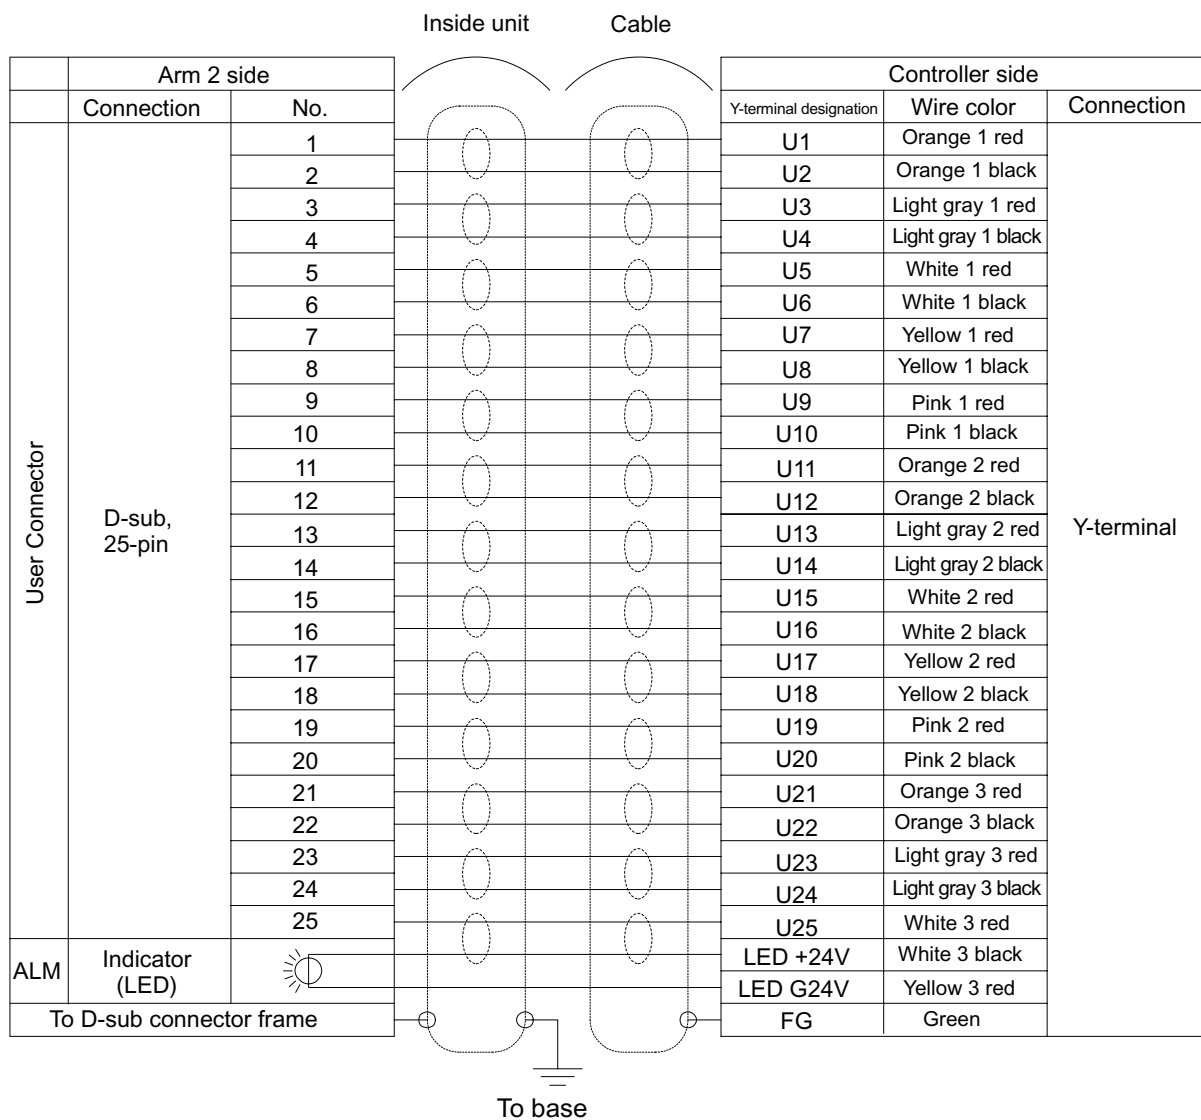 Inside unit Cable
Arm 2 side Controller side
Connection No. Y-terminal designation Wire color Connection
1 U1 Orange 1 red
2 U2 Orange 1 black
3 U3 Light gray 1 red
4 U4 Light gray 1 black
5 U5 White 1 red
6 U6 White 1 black
7 U7 Yellow 1 red
8 U8 Yellow 1 black
9 U9 Pink 1 red
10 U10 Pink 1 black
11 U11 Orange 2 red
12 U12 Orange 2 black
User Connector
D-sub,
25-pin
13 U13 Light gray 2 red
Y-terminal
14 U14 Light gray 2 black
15 U15 White 2 red
16 U16 White 2 black
17 U17 Yellow 2 red
18 U18 Yellow 2 black
19 U19 Pink 2 red
20 U20 Pink 2 black
21 U21 Orange 3 red
22 U22 Orange 3 black
23 U23 Light gray 3 red
24 U24 Light gray 3 black
25 U25 White 3 red
ALM
Indicator
(LED)
LED +24V White 3 black
LED G24V Yellow 3 red
To D-sub connector frame FG Green
To base